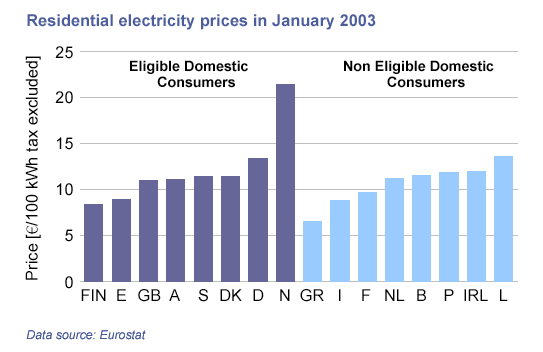 Residential electricity prices in January 2003
Price [€/100 kWh tax excluded]
25
20
15
10
5
0
Eligible Domestic
Consumers
Non Eligible Domestic
Consumers
FIN E GB A S DK D N GR I F NL B P IRL L
Data source: Eurostat